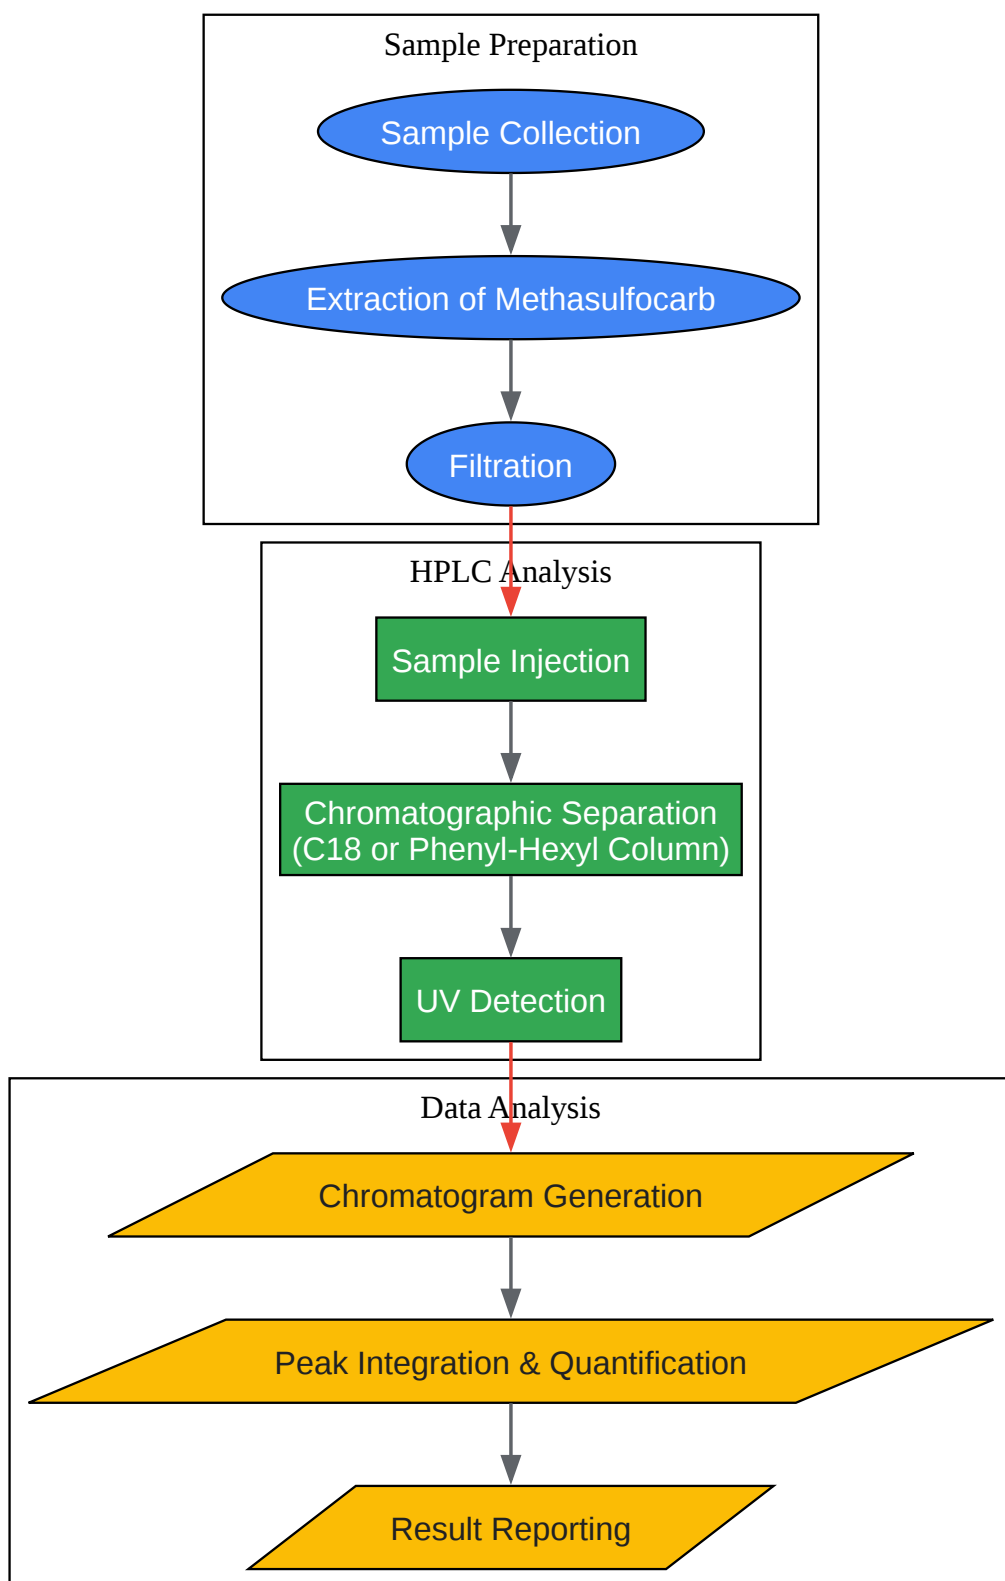 Sample Preparation
Sample Collection
Extraction of Methasulfocarb
Filtration
HPLC Analysis
Sample Injection
Chromatographic Separation
(C18 or Phenyl-Hexyl Column)
UV Detection
Data Analysis
Chromatogram Generation
Peak Integration & Quantification
Result Reporting